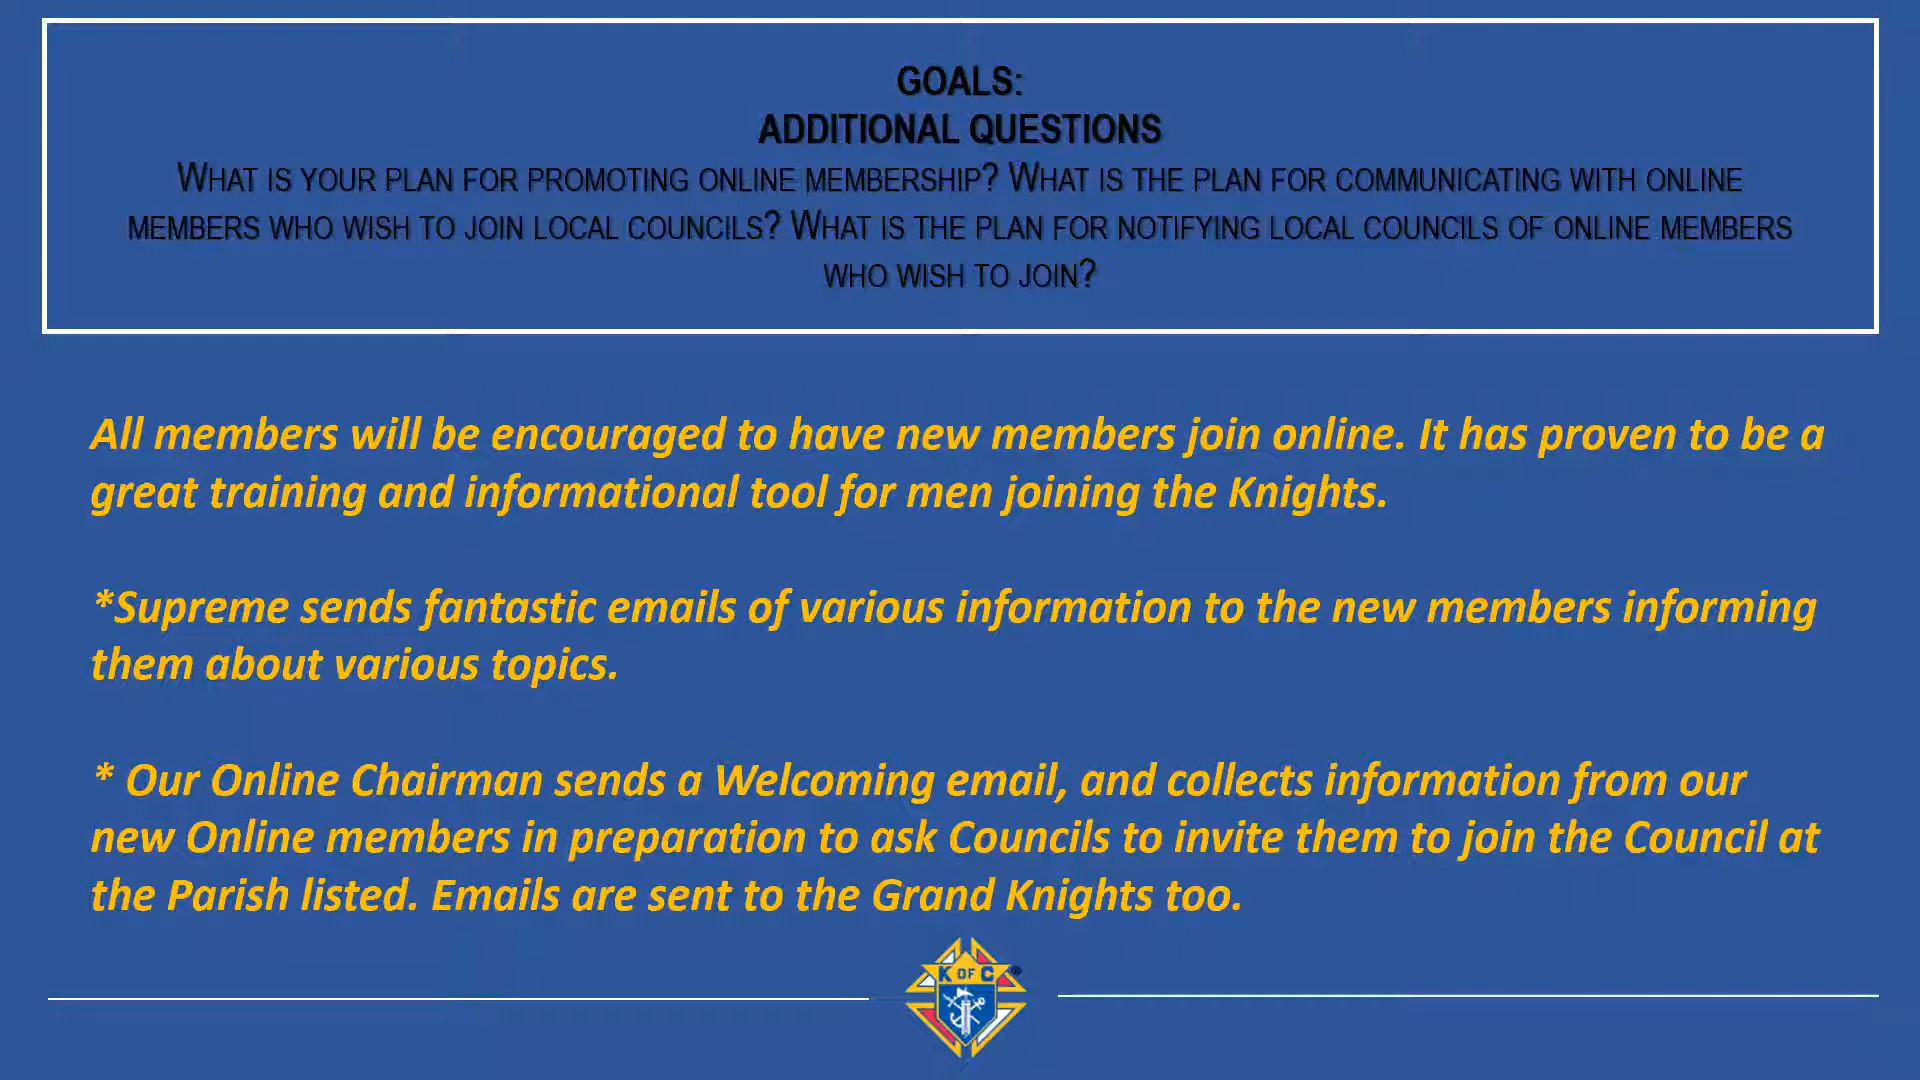 GOALS:
ADDITIONAL QUESTIONS
WHAT IS YOUR PLAN FOR PROMOTING ONLINE MEMBERSHIP? WHAT IS THE PLAN FOR COMMUNICATING WITH ONLINE
MEMBERS WHO WISH TO JOIN LOCAL COUNCILS? WHAT IS THE PLAN FOR NOTIFYING LOCAL COUNCILS OF ONLINE MEMBERS
WHO WISH TO JOIN?
All members will be encouraged to have new members join online. It has proven to be a
great training and informational tool for men joining the Knights.
*Supreme sends fantastic emails of various information to the new members informing
them about various topics.
* Our Online Chairman sends a Welcoming email, and collects information from our
new Online members in preparation to ask Councils to invite them to join the Council at
the Parish listed. Emails are sent to the Grand Knights too.
K OF C ®